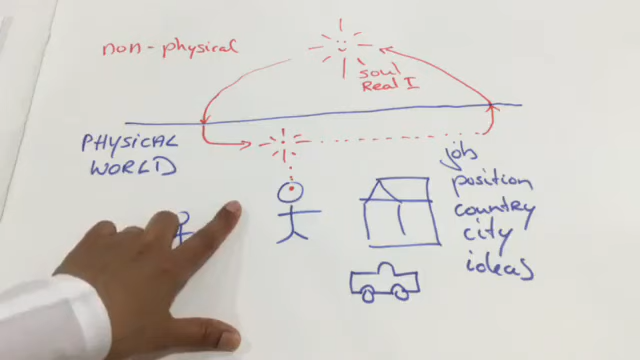 non-physical
soul
Real I
PHYSICAL
WORLD
job
position
country
city
ideas